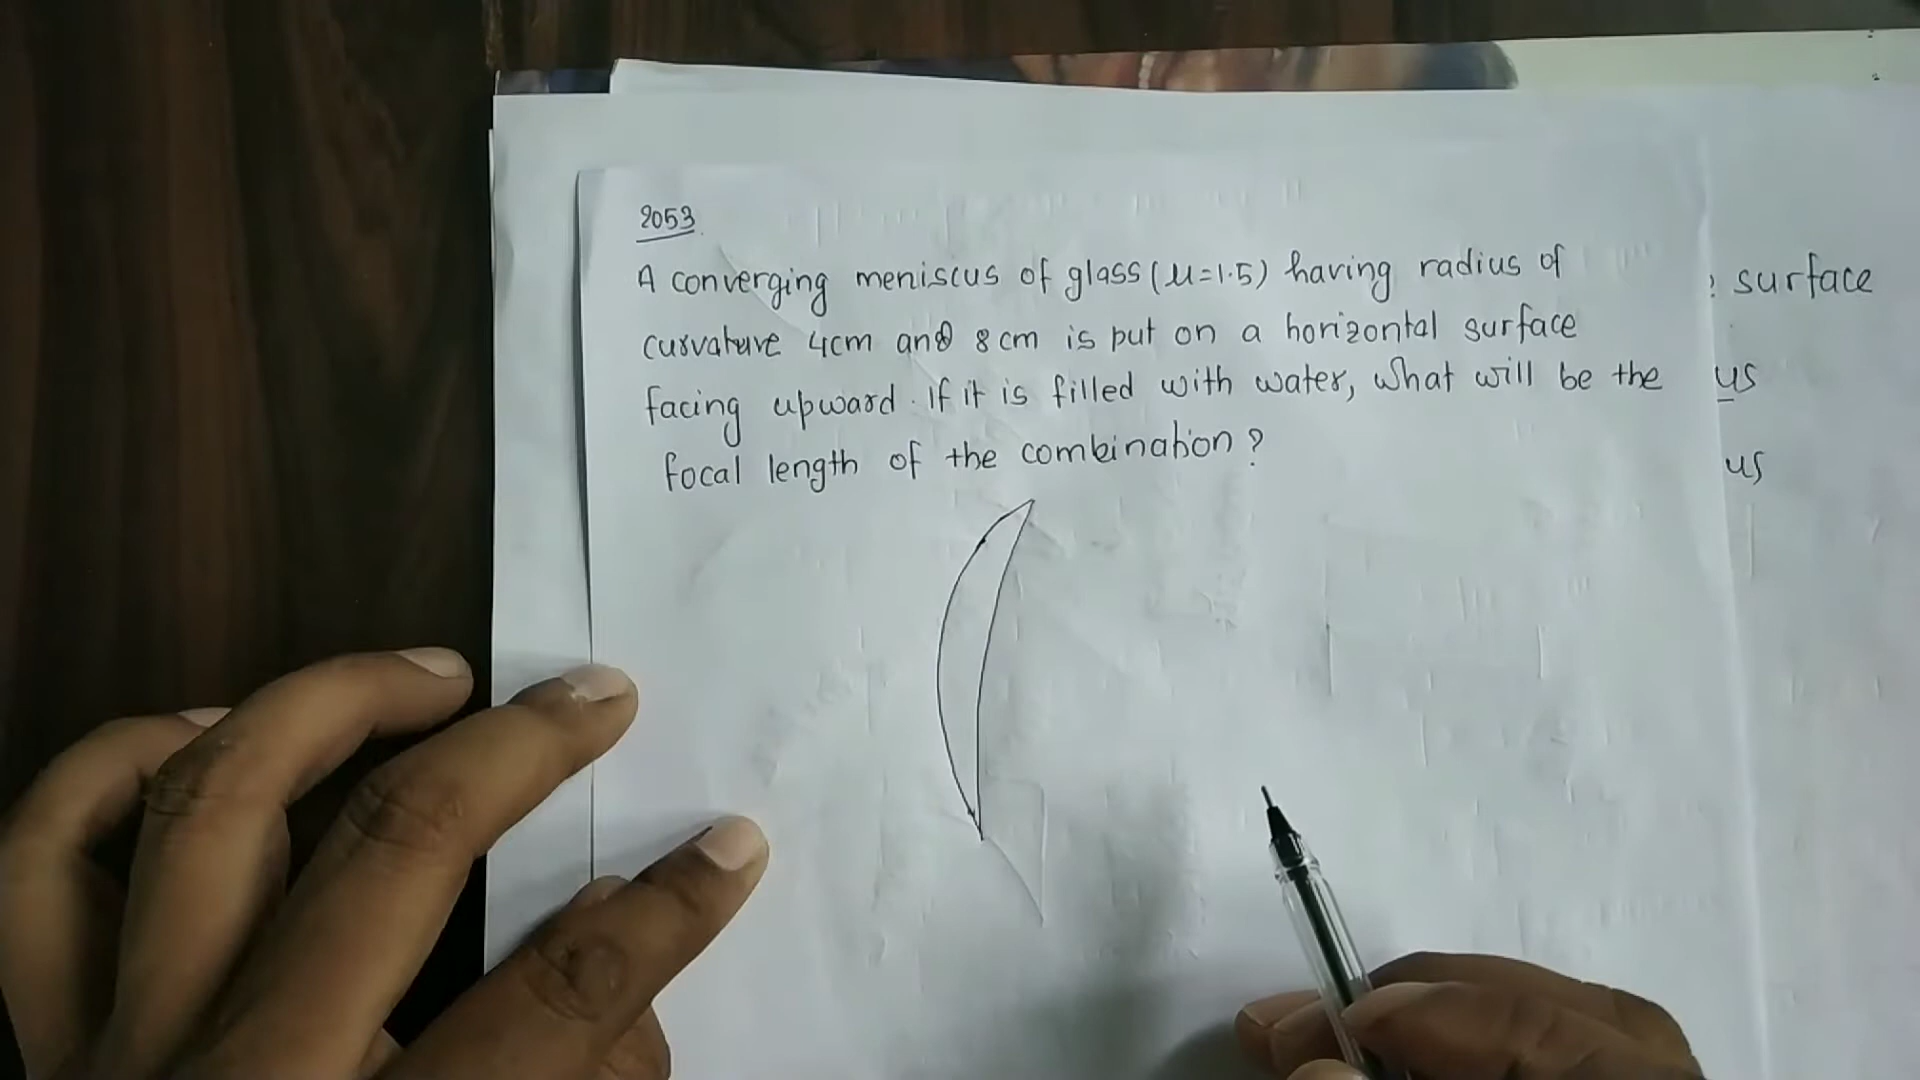 2053
A converging meniscus of glass (μ=1.5) having radius of
curvature 4cm and 8cm is put on a horizontal surface
facing upward. If it is filled with water, what will be the
focal length of the combination?
surface
us
us